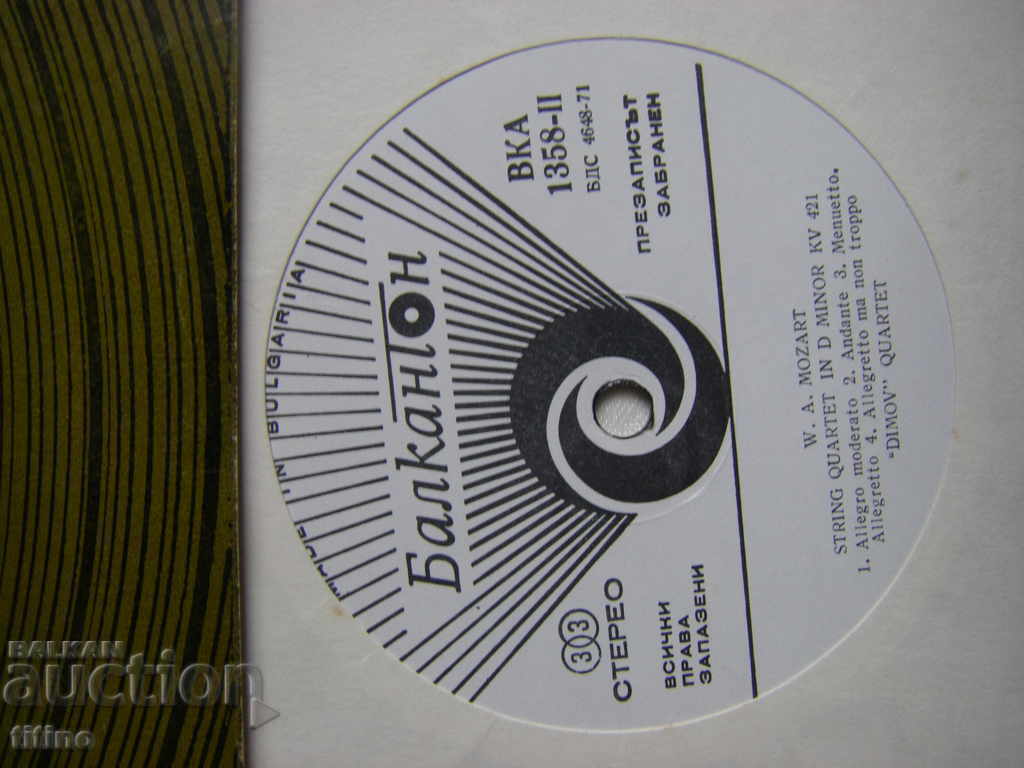 MADE IN BULGARIA
Балкантон
ВКА
1358-II
БДС 4648-71
303
СТЕРЕО
ВСИЧКИ
ПРАВА
ЗАПАЗЕНИ
ПРЕЗАПИСЪТ
ЗАБРАНЕН
W. A. MOZART
STRING QUARTET IN D MINOR KV 421
1. Allegro moderato 2. Andante 3. Menuetto.
Allegretto 4. Allegretto ma non troppo
“DIMOV” QUARTET
BALKAN
auction
titino